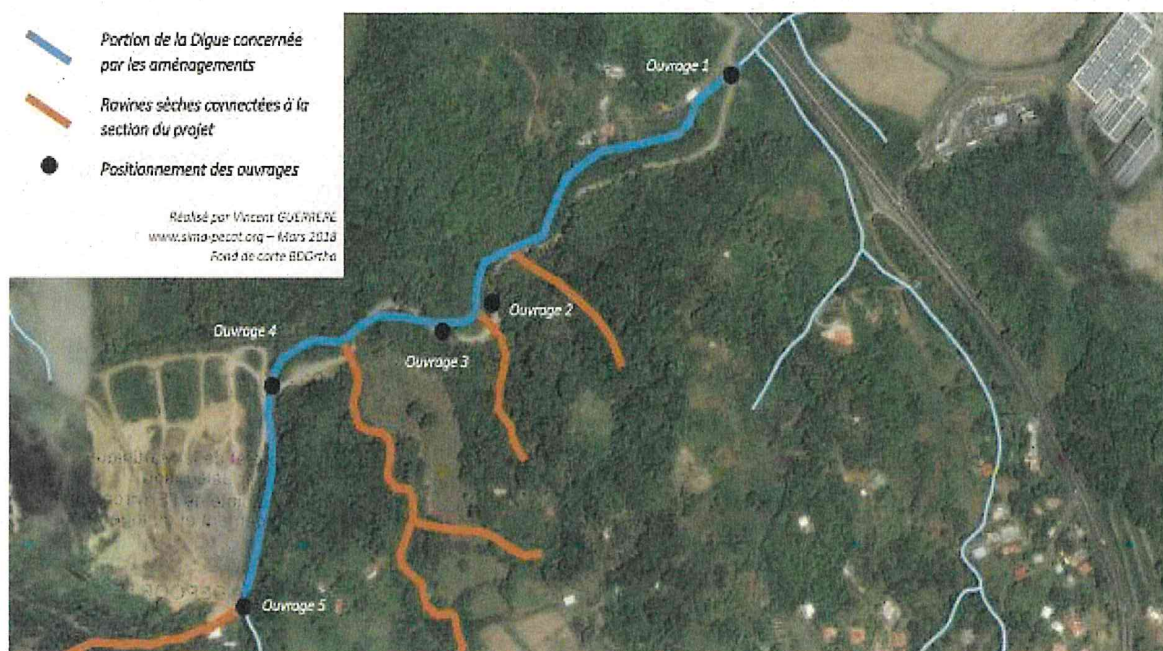 Portion de la Digue concernée
par les aménagements
Ravines sèches connectées à la
section du projet
Positionnement des ouvrages
Réalisé par Vincent GUERRERE
www.sima-pecat.org – Mars 2018
Fond de carte BDOrtho
Ouvrage 1
Ouvrage 2
Ouvrage 3
Ouvrage 4
Ouvrage 5